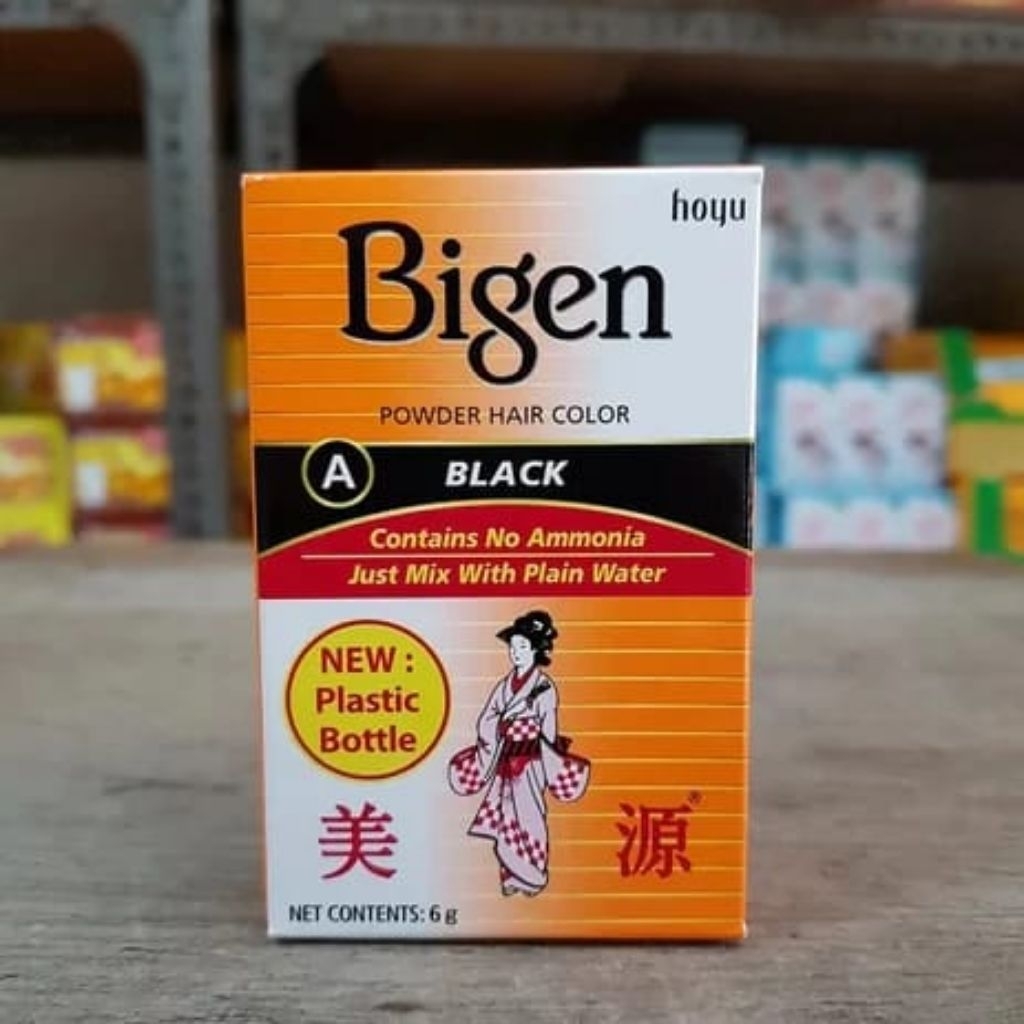 hoyu
Bigen
POWDER HAIR COLOR
A BLACK
Contains No Ammonia
Just Mix With Plain Water
NEW :
Plastic
Bottle
美 源®
NET CONTENTS: 6 g